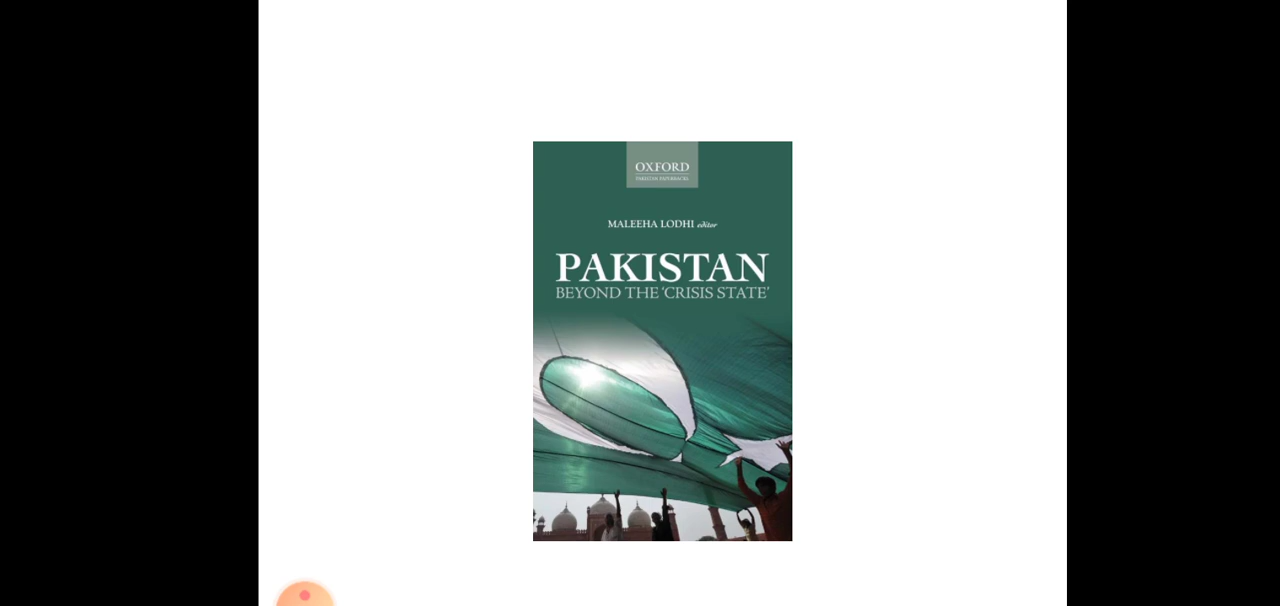 OXFORD
PAKISTAN PAPERBACKS
MALEEHA LODHI editor
PAKISTAN
BEYOND THE ‘CRISIS STATE’